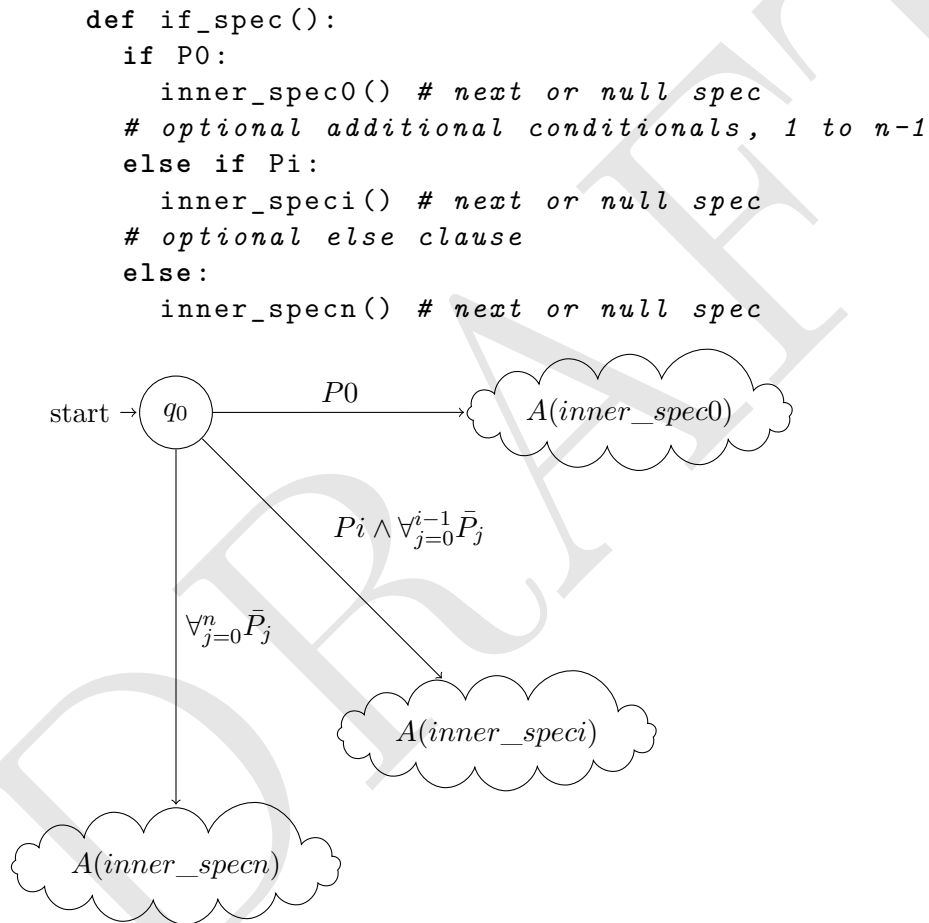 def if_spec():
if P0:
inner_spec0() # next or null spec
# optional additional conditionals, 1 to n-1
else if Pi:
inner_speci() # next or null spec
# optional else clause
else:
inner_specn() # next or null spec
start q₀ P0 A(inner_spec0)
Pi ∧ ∀_{j=0}^{i-1} P̄_j
∀_{j=0}^{n} P̄_j
A(inner_speci)
A(inner_specn)
DRAFT